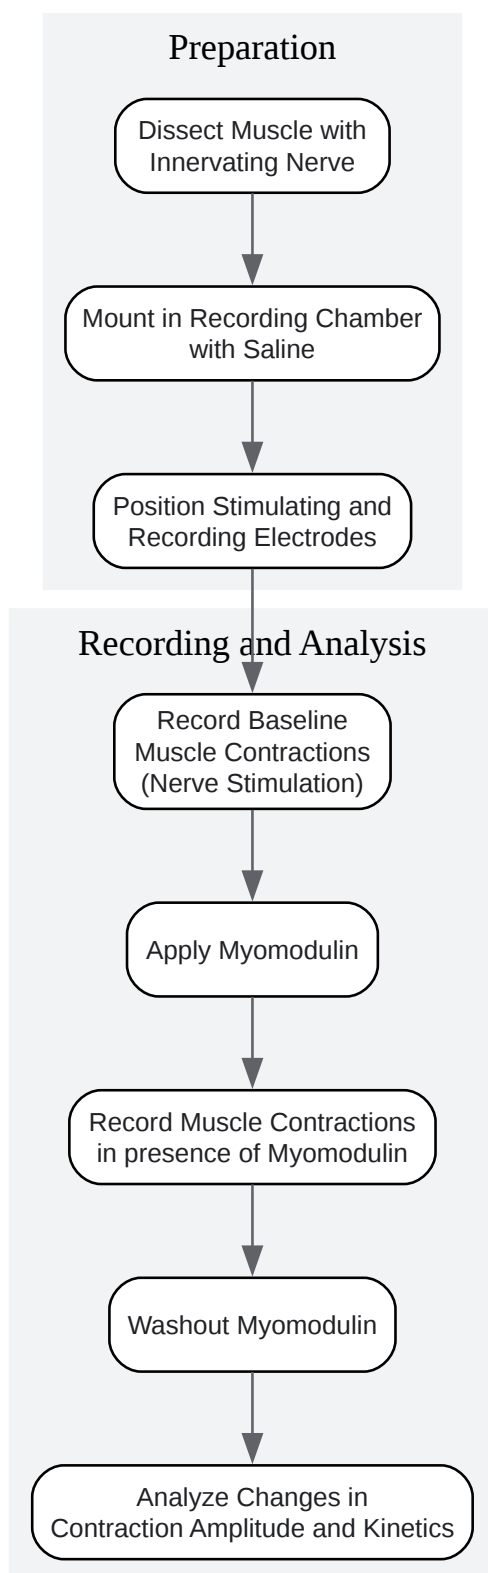 Preparation
Dissect Muscle with
Innervating Nerve
Mount in Recording Chamber
with Saline
Position Stimulating and
Recording Electrodes
Recording and Analysis
Record Baseline
Muscle Contractions
(Nerve Stimulation)
Apply Myomodulin
Record Muscle Contractions
in presence of Myomodulin
Washout Myomodulin
Analyze Changes in
Contraction Amplitude and Kinetics